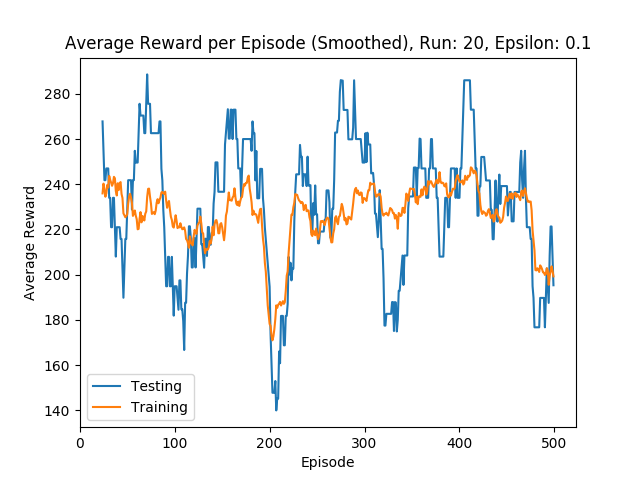 Average Reward per Episode (Smoothed), Run: 20, Epsilon: 0.1
Average Reward
280
260
240
220
200
180
160
140
Testing
Training
0 100 200 300 400 500
Episode